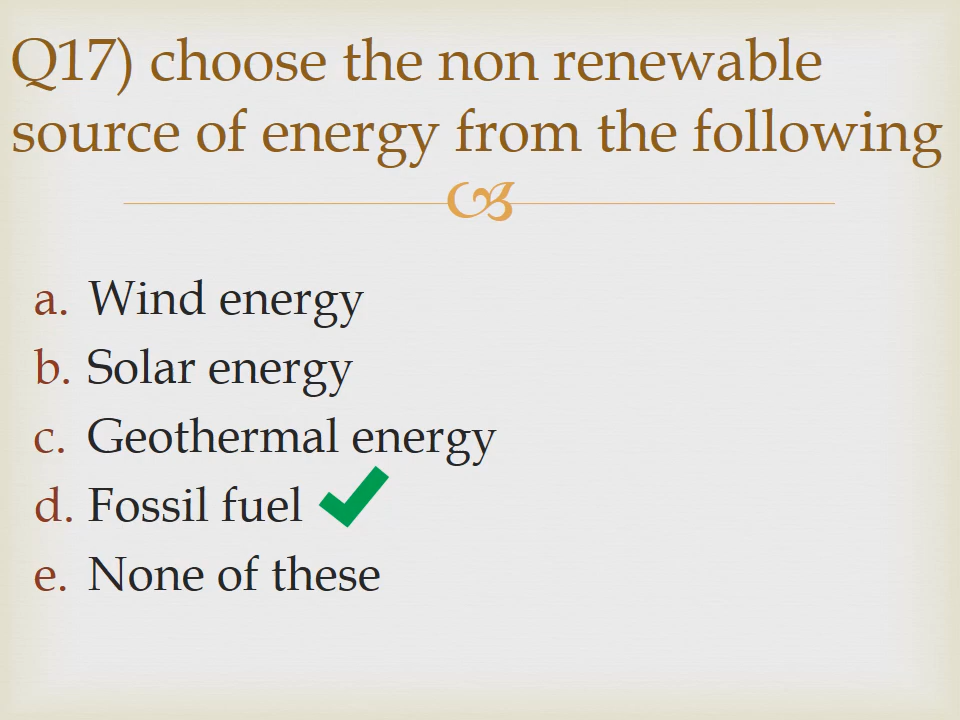 Q17) choose the non renewable
source of energy from the following
a. Wind energy
b. Solar energy
c. Geothermal energy
d. Fossil fuel
e. None of these